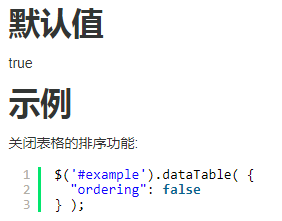 默认值
true
示例
关闭表格的排序功能:
1 $('#example').dataTable( {
2   "ordering": false
3 } );